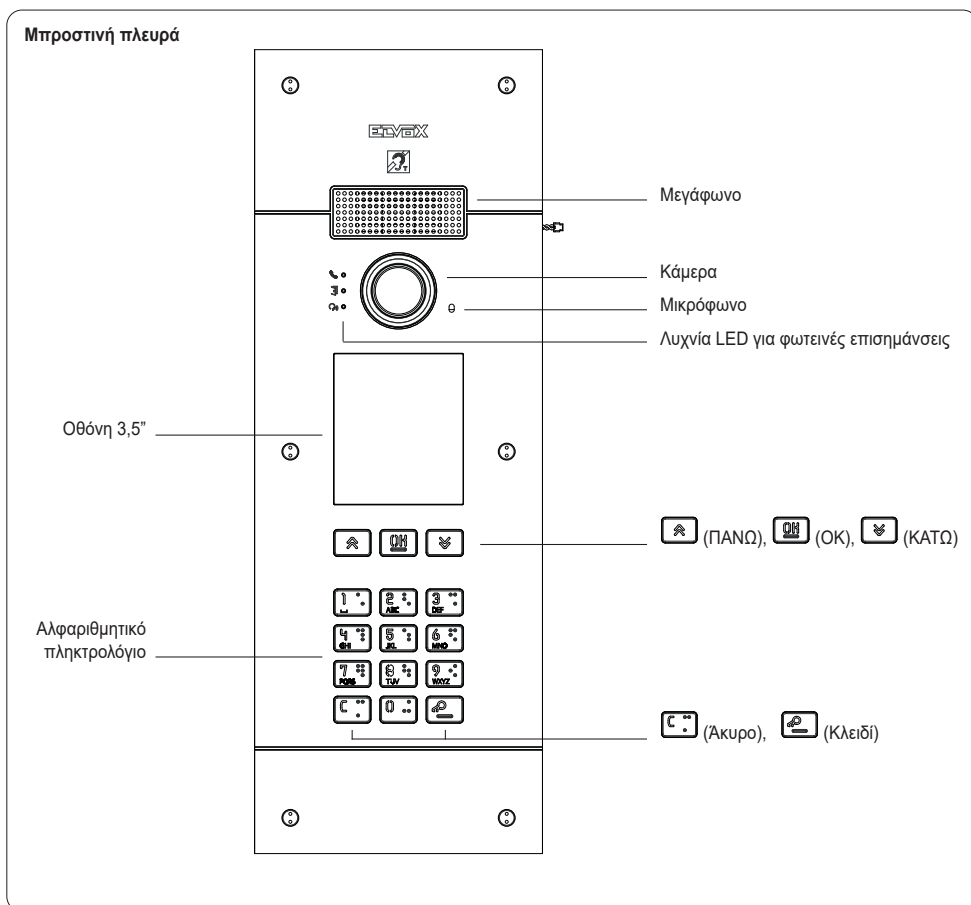 Μπροστινή πλευρά
ELVOX
T
Μεγάφωνο
Κάμερα
Μικρόφωνο
Λυχνία LED για φωτεινές επισημάνσεις
Οθόνη 3,5”
OK
OK (ΠΑΝΩ), (OK), (ΚΑΤΩ)
1 2 ABC 3 DEF
4 GHI 5 JKL 6 MNO
7 PQRS 8 TUV 9 WXYZ
C 0
Αλφαριθμητικό
πληκτρολόγιο
C (Άκυρο), (Κλειδί)